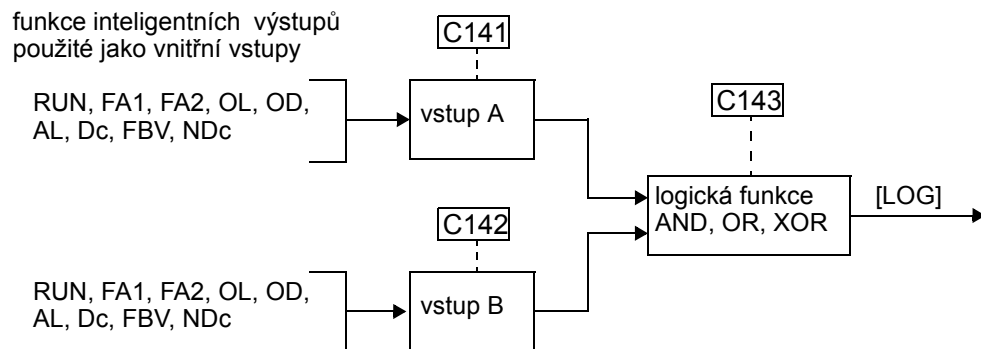 funkce inteligentních výstupů
použité jako vnitřní vstupy
C141
RUN, FA1, FA2, OL, OD,
AL, Dc, FBV, NDc
vstup A
C143
logická funkce
AND, OR, XOR
[LOG]
C142
RUN, FA1, FA2, OL, OD,
AL, Dc, FBV, NDc
vstup B